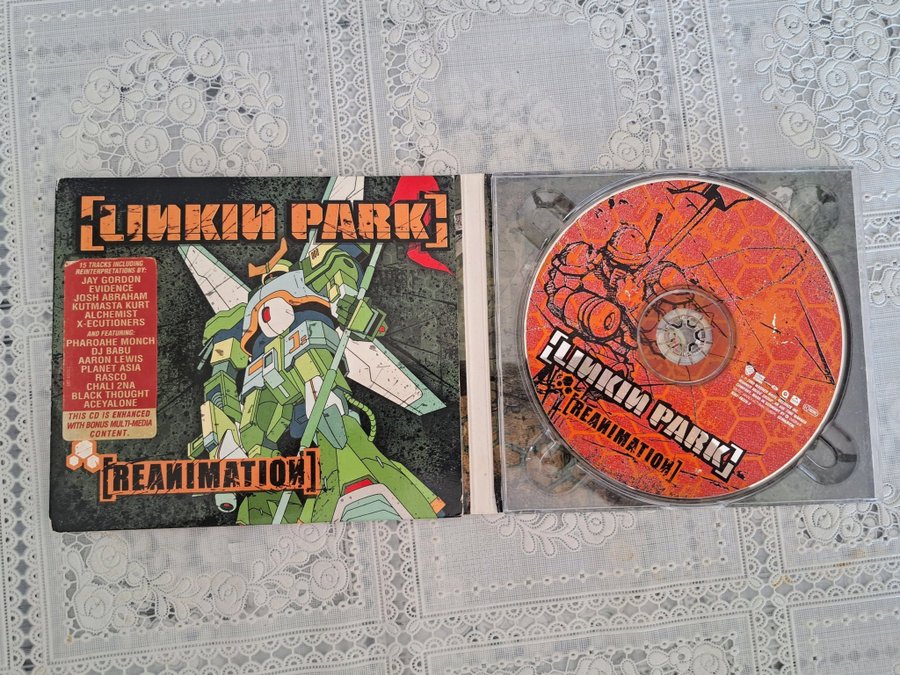 [LINKIN PARK]
15 TRACKS INCLUDING
REINTERPRETATIONS BY:
JAY GORDON
EVIDENCE
JOSH ABRAHAM
KUTMASTA KURT
ALCHEMIST
X-ECUTIONERS
AND FEATURING:
PHAROAHE MONCH
DJ BABU
AARON LEWIS
PLANET ASIA
RASCO
CHALI 2NA
BLACK THOUGHT
ACEYALONE
THIS CD IS ENHANCED
WITH BONUS MULTI-MEDIA
CONTENT.
[REANIMATION]
[LINKIN PARK]
[REANIMATION]